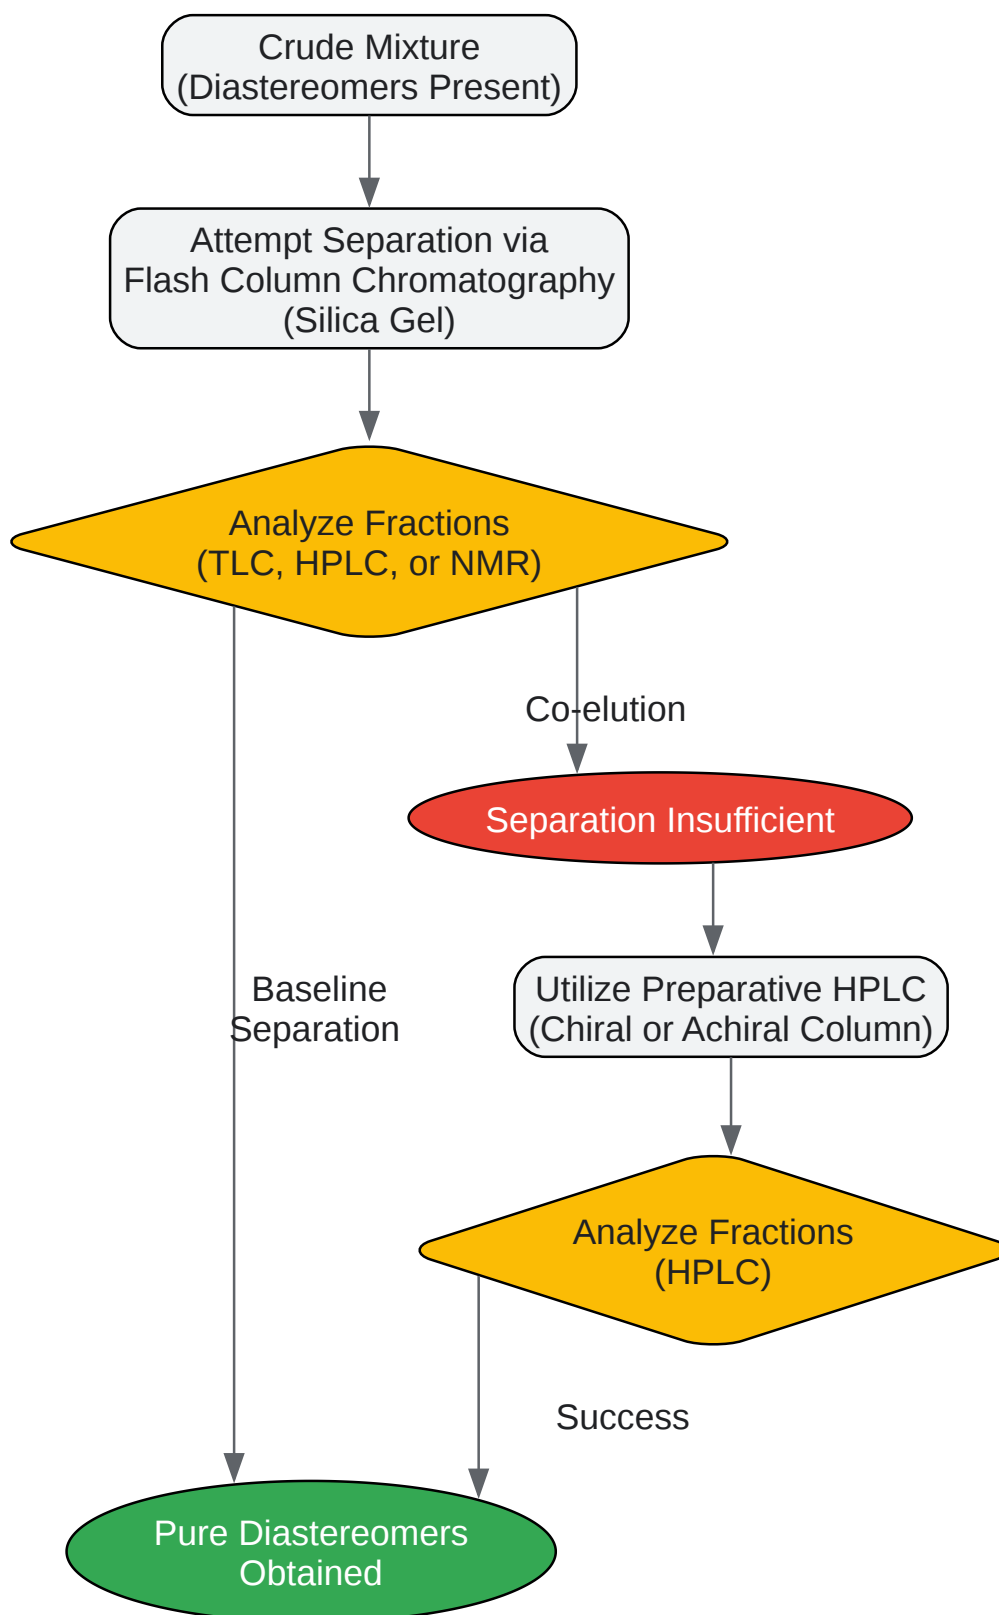 Crude Mixture
(Diastereomers Present)
Attempt Separation via
Flash Column Chromatography
(Silica Gel)
Analyze Fractions
(TLC, HPLC, or NMR)
Co-elution
Separation Insufficient
Baseline
Separation
Utilize Preparative HPLC
(Chiral or Achiral Column)
Analyze Fractions
(HPLC)
Success
Pure Diastereomers
Obtained